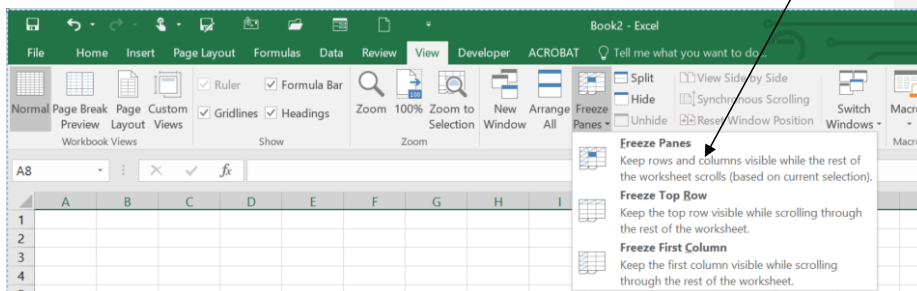 Book2 - Excel
File Home Insert Page Layout Formulas Data Review View Developer ACROBAT Tell me what you want to do...
Normal Page Break Preview Page Layout Custom Views
Workbook Views
Ruler Formula Bar
Gridlines Headings
Show
Zoom 100% Zoom to Selection
100
Zoom
New Window Arrange All Freeze Panes
Split
Hide
Unhide
View Side by Side
Synchronous Scrolling
Reset Window Position
Switch Windows
Macr
Macro
Freeze Panes
Keep rows and columns visible while the rest of
the worksheet scrolls (based on current selection).
Freeze Top Row
Keep the top row visible while scrolling through
the rest of the worksheet.
Freeze First Column
Keep the first column visible while scrolling
through the rest of the worksheet.
A8 fx
A B C D E F G H I
1
2
3
4